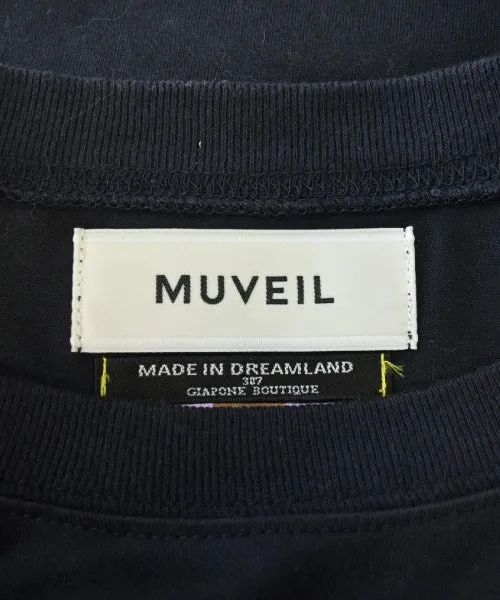 MUVEIL
MADE IN DREAMLAND
387
GIAPONE BOUTIQUE